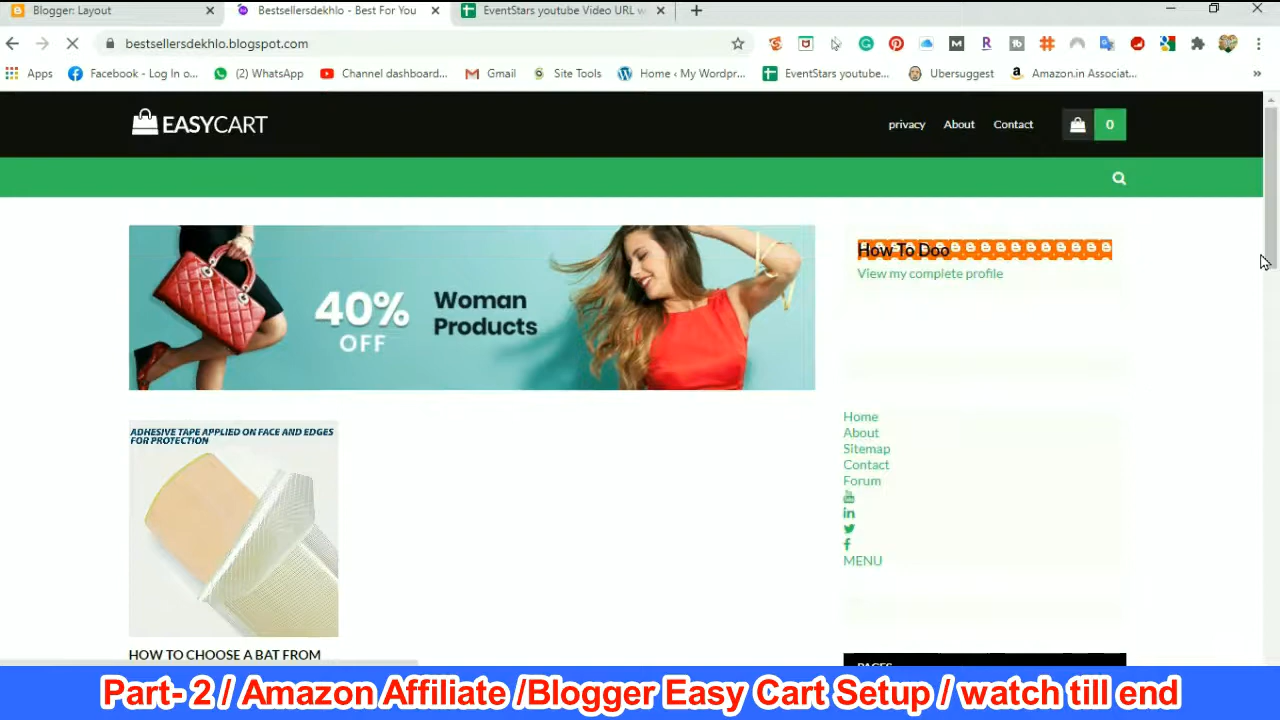 Blogger: Layout
Bestsellersdekhlo - Best For You
EventStars youtube Video URL w
bestsellersdekhlo.blogspot.com
Apps
Facebook - Log In o...
(2) WhatsApp
Channel dashboard...
Gmail
Site Tools
Home ‹ My Wordpr...
EventStars youtube...
Ubersuggest
Amazon.in Associat...
»
EASYCART
privacy
About
Contact
0
40%
OFF
Woman
Products
How To Doo
View my complete profile
Home
About
Sitemap
Contact
Forum
MENU
ADHESIVE TAPE APPLIED ON FACE AND EDGES
FOR PROTECTION
HOW TO CHOOSE A BAT FROM
PAGES
Part- 2 / Amazon Affiliate /Blogger Easy Cart Setup / watch till end